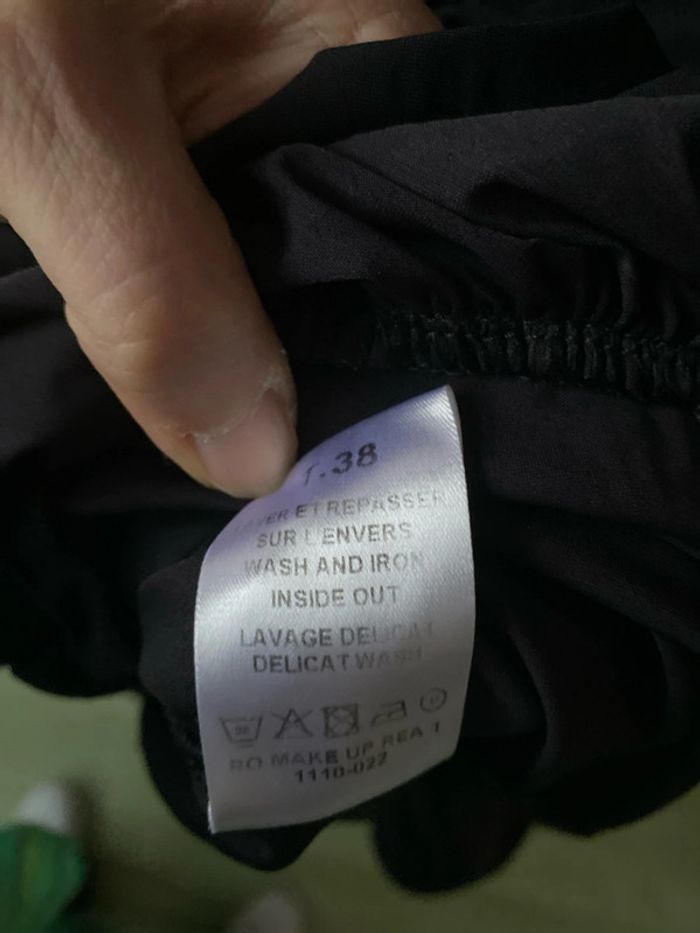 T.38
LAVER ET REPASSER
SUR L'ENVERS
WASH AND IRON
INSIDE OUT
LAVAGE DELICAT
DELICAT WASH
30
RO MAKE UP REA 1
1110-022